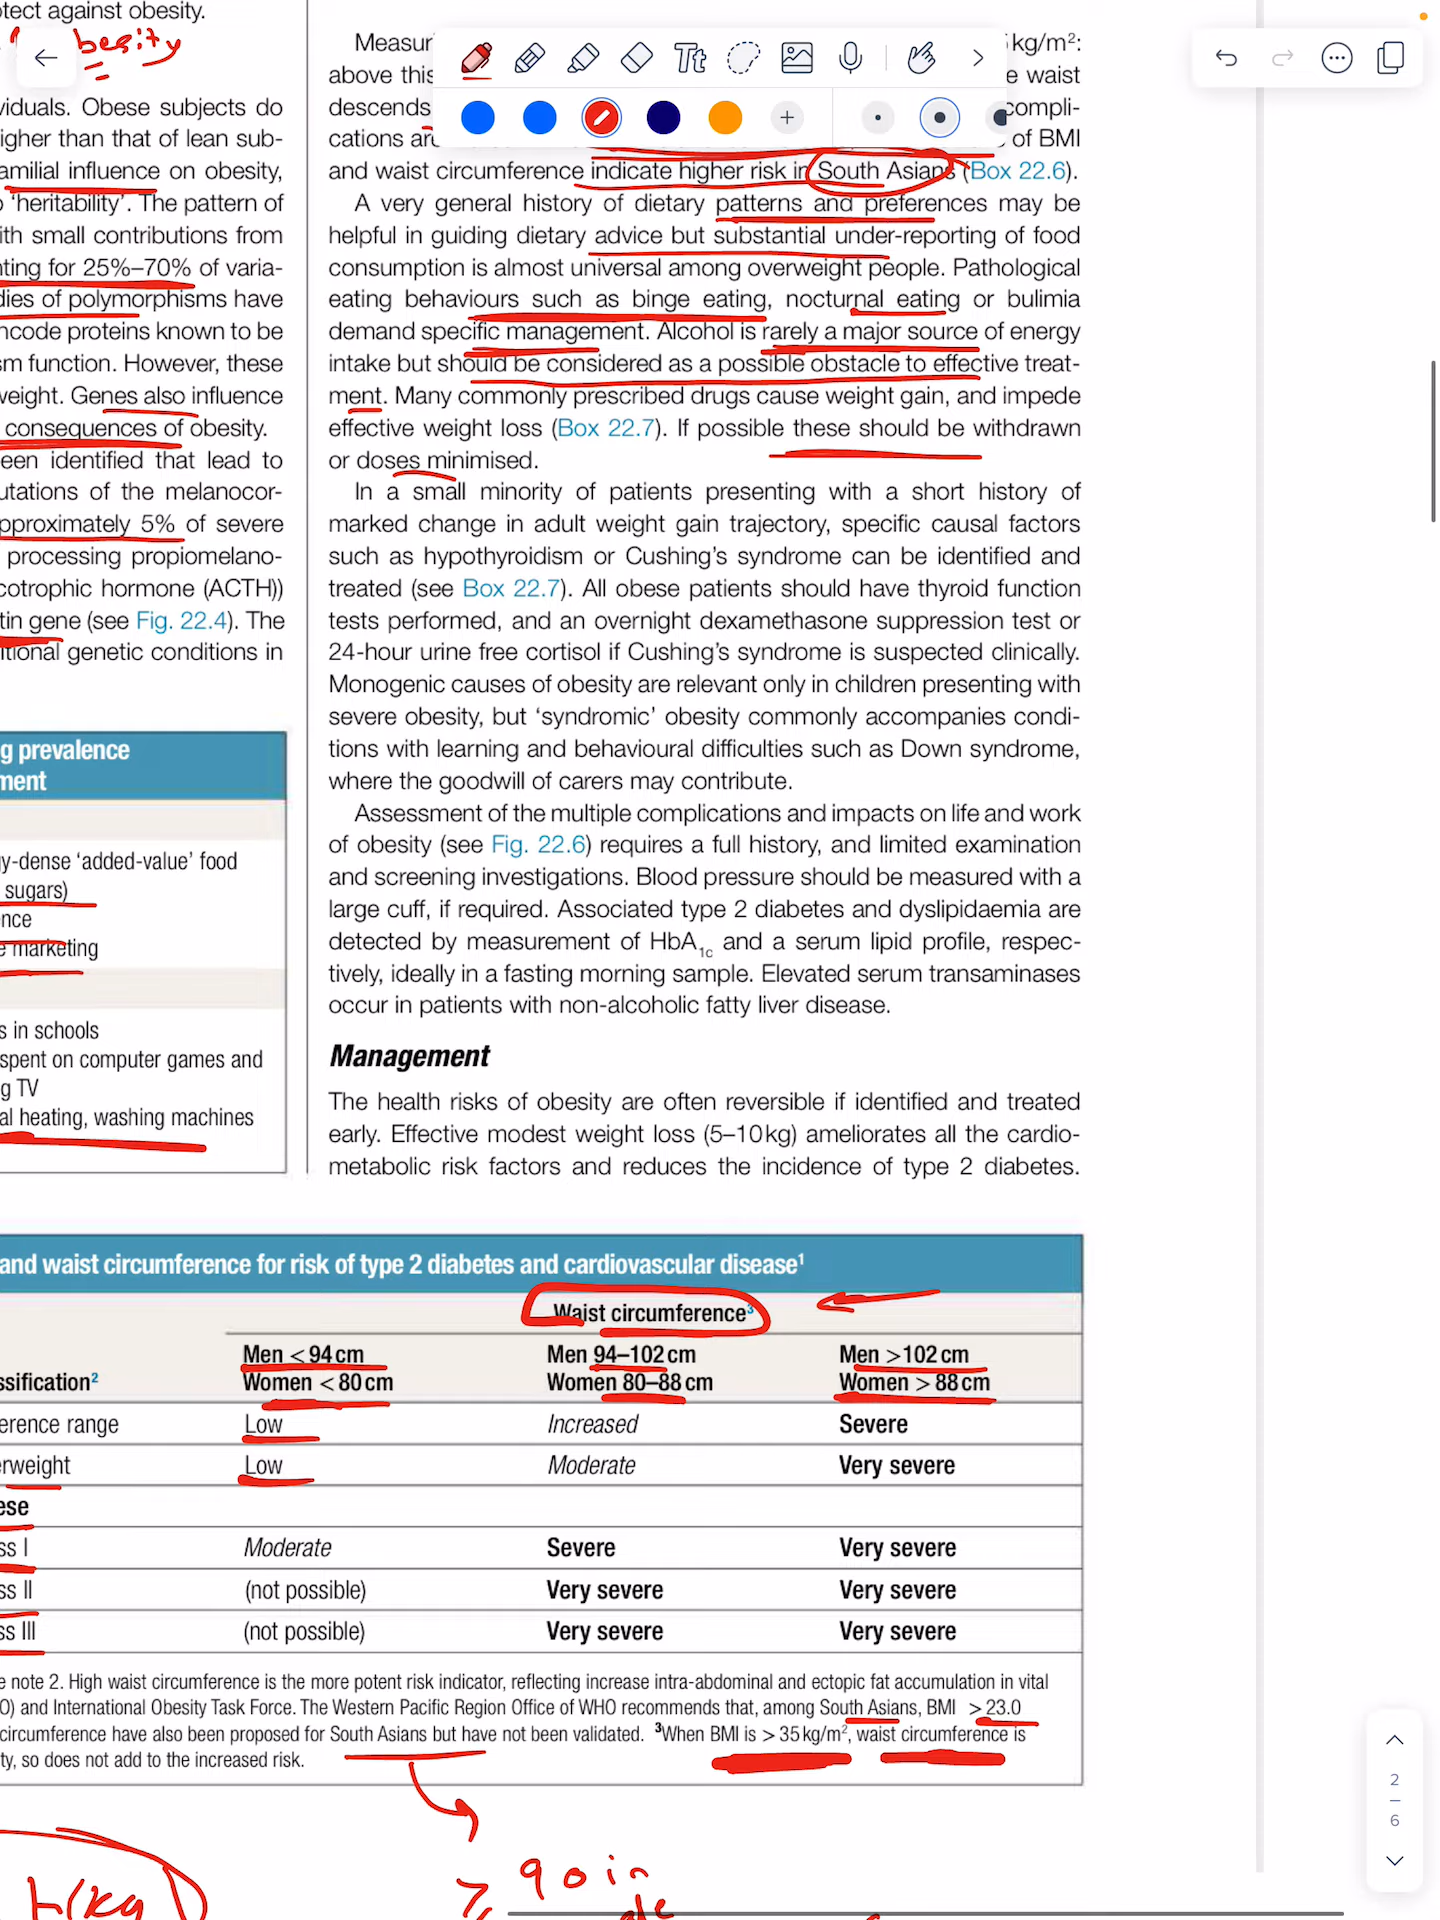 otect against obesity.
besity
viduals. Obese subjects do
igher than that of lean sub-
amilial influence on obesity,
'heritability'. The pattern of
ith small contributions from
ting for 25%–70% of varia-
dies of polymorphisms have
ncode proteins known to be
sm function. However, these
weight. Genes also influence
consequences of obesity.
een identified that lead to
utations of the melanocor-
pproximately 5% of severe
processing propiomelano-
cotrophic hormone (ACTH))
tin gene (see Fig. 22.4). The
itional genetic conditions in
g prevalence
ment
gy-dense 'added-value' food
sugars)
nce
e marketing
s in schools
spent on computer games and
g TV
al heating, washing machines
Measur
kg/m²:
above this
e waist
descends
compli-
cations are
of BMI
and waist circumference indicate higher risk in South Asians (Box 22.6).
A very general history of dietary patterns and preferences may be
helpful in guiding dietary advice but substantial under-reporting of food
consumption is almost universal among overweight people. Pathological
eating behaviours such as binge eating, nocturnal eating or bulimia
demand specific management. Alcohol is rarely a major source of energy
intake but should be considered as a possible obstacle to effective treat-
ment. Many commonly prescribed drugs cause weight gain, and impede
effective weight loss (Box 22.7). If possible these should be withdrawn
or doses minimised.
In a small minority of patients presenting with a short history of
marked change in adult weight gain trajectory, specific causal factors
such as hypothyroidism or Cushing's syndrome can be identified and
treated (see Box 22.7). All obese patients should have thyroid function
tests performed, and an overnight dexamethasone suppression test or
24-hour urine free cortisol if Cushing's syndrome is suspected clinically.
Monogenic causes of obesity are relevant only in children presenting with
severe obesity, but 'syndromic' obesity commonly accompanies condi-
tions with learning and behavioural difficulties such as Down syndrome,
where the goodwill of carers may contribute.
Assessment of the multiple complications and impacts on life and work
of obesity (see Fig. 22.6) requires a full history, and limited examination
and screening investigations. Blood pressure should be measured with a
large cuff, if required. Associated type 2 diabetes and dyslipidaemia are
detected by measurement of HbA1c and a serum lipid profile, respec-
tively, ideally in a fasting morning sample. Elevated serum transaminases
occur in patients with non-alcoholic fatty liver disease.
Management
The health risks of obesity are often reversible if identified and treated
early. Effective modest weight loss (5–10 kg) ameliorates all the cardio-
metabolic risk factors and reduces the incidence of type 2 diabetes.
and waist circumference for risk of type 2 diabetes and cardiovascular disease¹
Waist circumference³
Men < 94 cm Men 94–102 cm Men >102 cm
ssification² Women < 80 cm Women 80–88 cm Women > 88 cm
erence range Low Increased Severe
erweight Low Moderate Very severe
ese
ss I Moderate Severe Very severe
ss II (not possible) Very severe Very severe
ss III (not possible) Very severe Very severe
e note 2. High waist circumference is the more potent risk indicator, reflecting increase intra-abdominal and ectopic fat accumulation in vital
O) and International Obesity Task Force. The Western Pacific Region Office of WHO recommends that, among South Asians, BMI > 23.0
circumference have also been proposed for South Asians but have not been validated. ³When BMI is > 35 kg/m², waist circumference is
ty, so does not add to the increased risk.
90 in
Tt
2
6